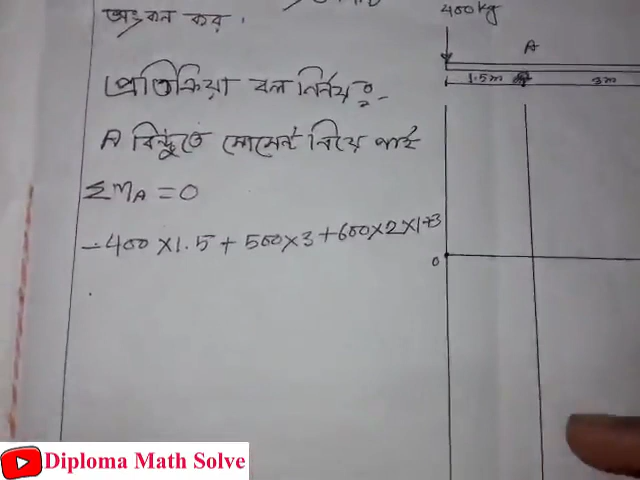 অংকন কর.
400kg
A
1.5m
3m
প্রতিক্রিয়া বল নির্নয়ঃ-
A বিন্দুতে মোমেন্ট নিয়ে পাই
ΣMA = 0
-400×1.5+500×3+600×2×1+3
0
Diploma Math Solve